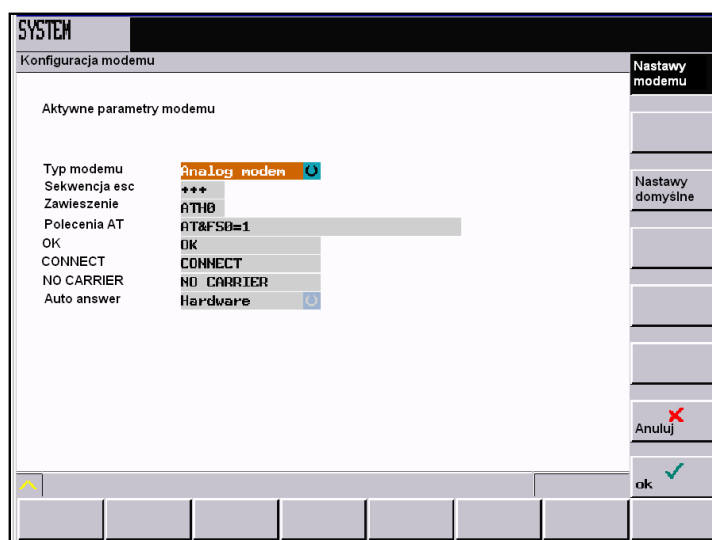 SYSTEM
Konfiguracja modemu
Nastawy
modemu
Aktywne parametry modemu
Typ modemu Analog modem
Sekwencja esc +++
Zawieszenie ATH0
Polecenia AT AT&FS0=1
OK OK
CONNECT CONNECT
NO CARRIER NO CARRIER
Auto answer Hardware
Nastawy
domyślne
Anuluj
ok